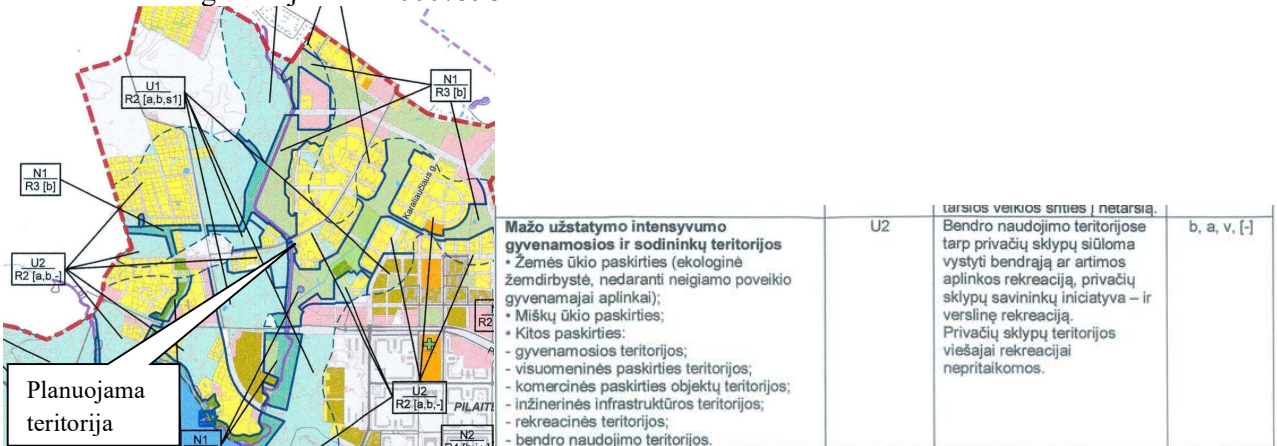 U1
R2 [a,b,s1]
N1
R3 [b]
N1
R3 [b]
Karaliaučiaus g.
U2
R2 [a,b,-]
U2
R2 [a,b,-]
PILAITĖ
N2
N1
Planuojama
teritorija
taršios veiklos srities į netaršią.
Mažo užstatymo intensyvumo
gyvenamosios ir sodininkų teritorijos
• Žemės ūkio paskirties (ekologinė
žemdirbystė, nedaranti neigiamo poveikio
gyvenamajai aplinkai);
• Miškų ūkio paskirties;
• Kitos paskirties:
- gyvenamosios teritorijos;
- visuomeninės paskirties teritorijos;
- komercinės paskirties objektų teritorijos;
- inžinerinės infrastruktūros teritorijos;
- rekreacinės teritorijos;
- bendro naudojimo teritorijos.
U2
Bendro naudojimo teritorijose
tarp privačių sklypų siūloma
vystyti bendrąją ar artimos
aplinkos rekreaciją, privačių
sklypų savininkų iniciatyva – ir
verslinę rekreaciją.
Privačių sklypų teritorijos
viešajai rekreacijai
nepritaikomos.
b, a, v, [-]